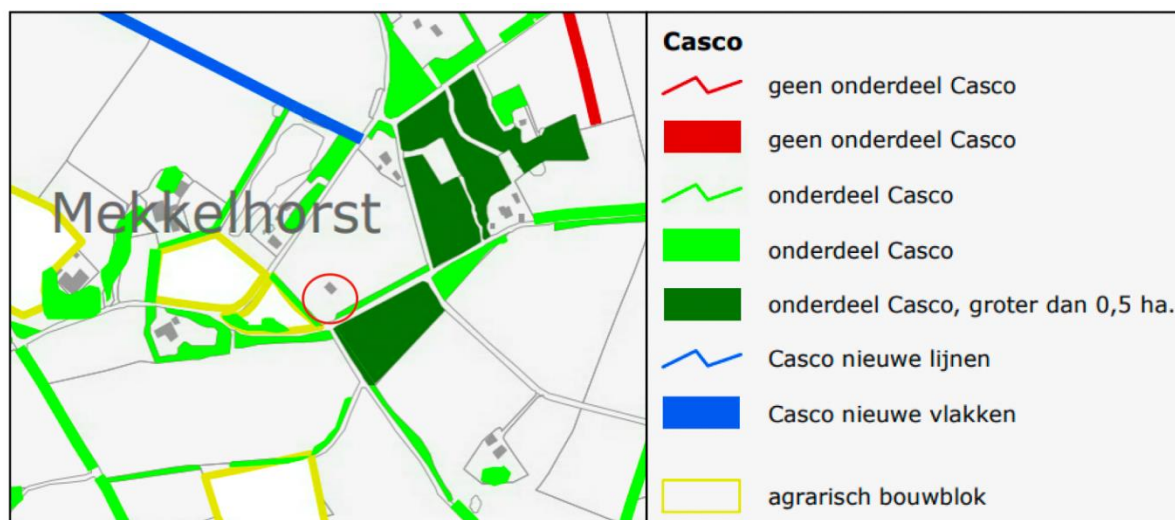 Mekkelhorst
Casco
geen onderdeel Casco
geen onderdeel Casco
onderdeel Casco
onderdeel Casco
onderdeel Casco, groter dan 0,5 ha.
Casco nieuwe lijnen
Casco nieuwe vlakken
agrarisch bouwblok